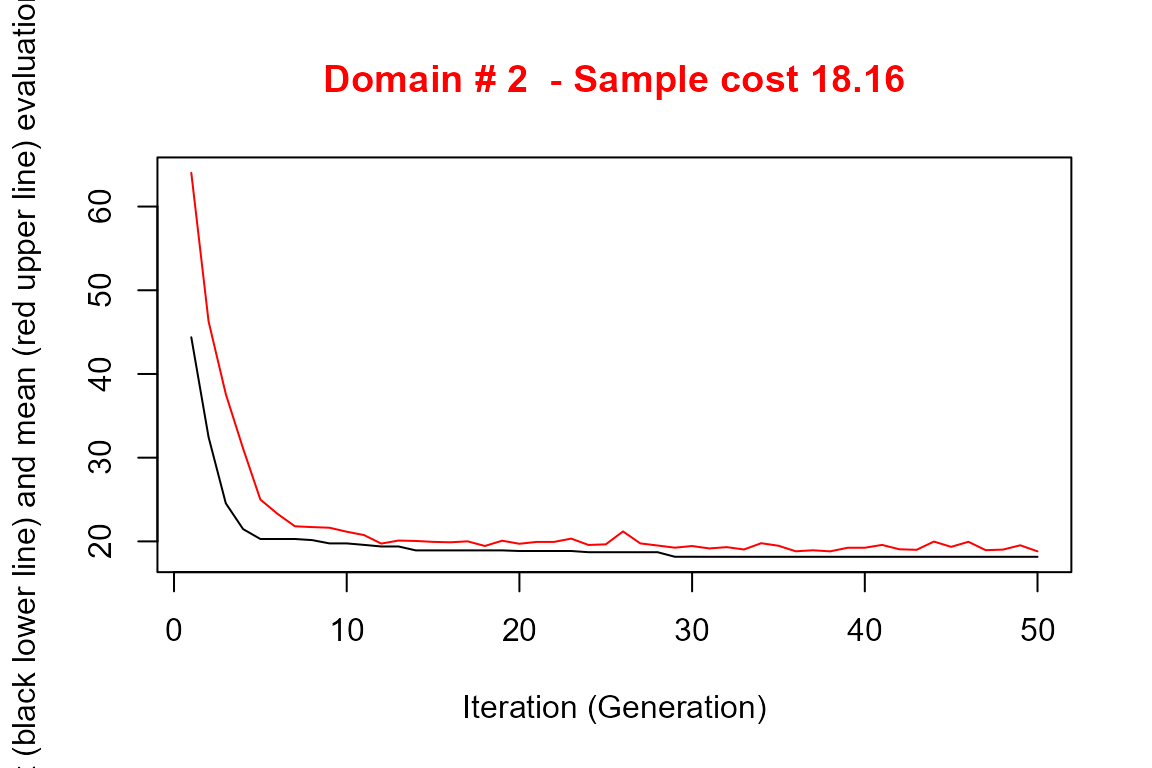 Domain # 2 - Sample cost 18.16
(black lower line) and mean (red upper line)
60
50
40
30
20
0 10 20 30 40 50
Iteration (Generation)